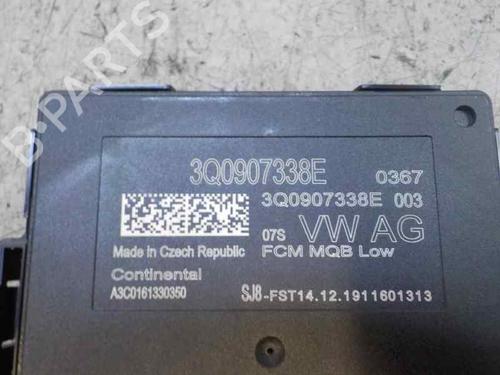 B-PARTS
3Q0907338E 0367
3Q0907338E 003
07S VW AG
Made in Czech Republic FCM MQB Low
Continental
A3C0161330350 SJ8-FST14.12.1911601313